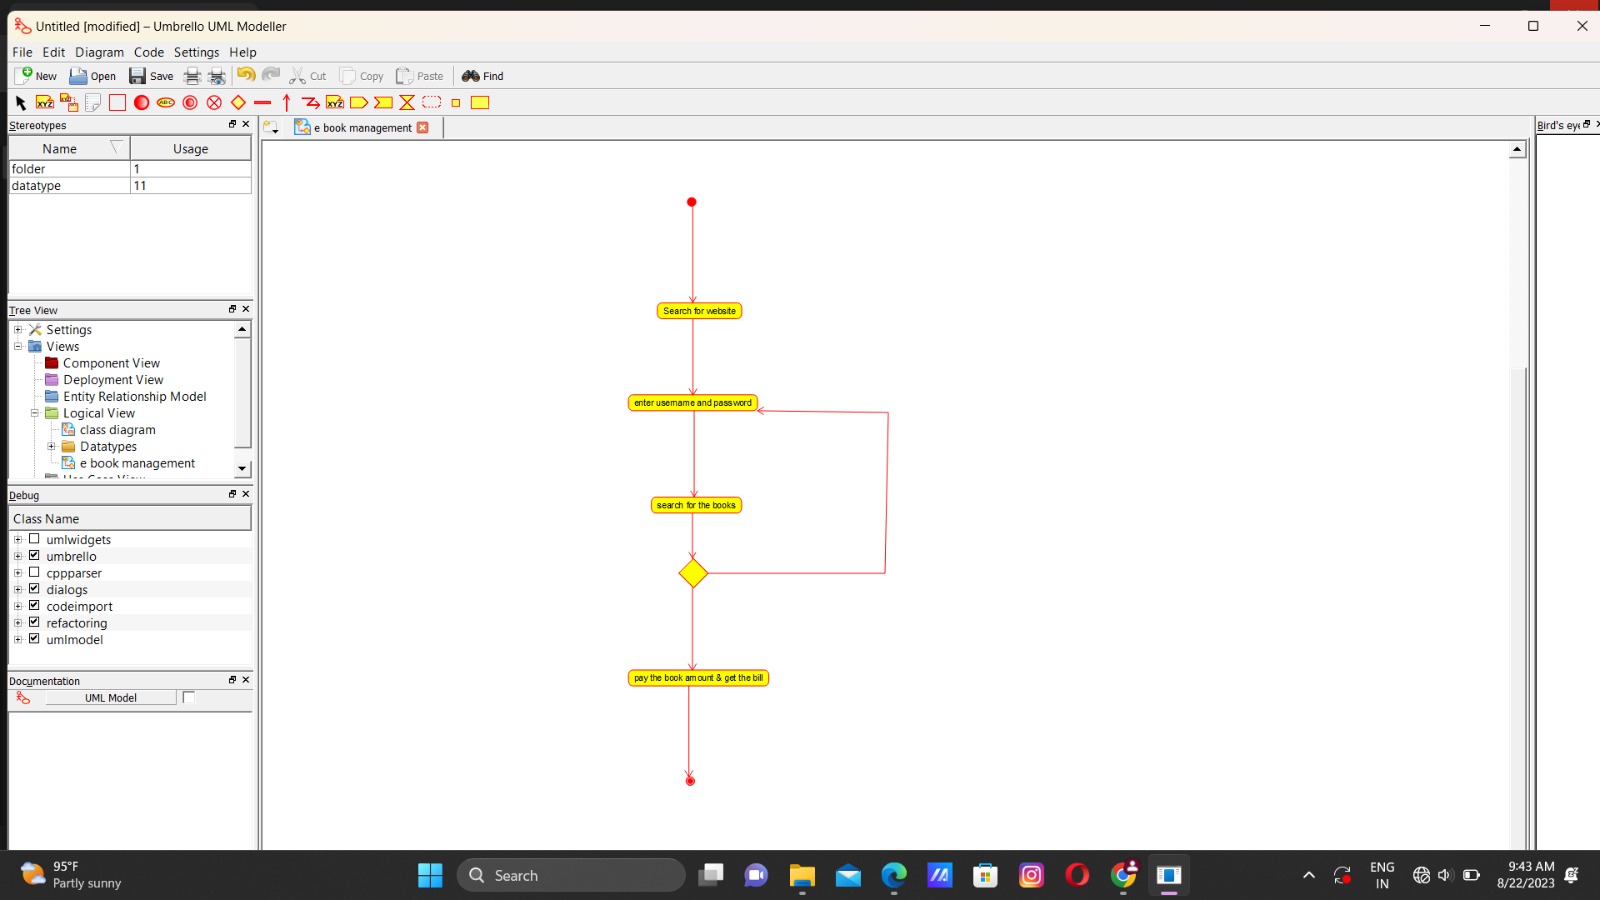 Untitled [modified] – Umbrello UML Modeller
File Edit Diagram Code Settings Help
New Open Save Cut Copy Paste Find
XYZ ABC XYZ
Stereotypes
Name Usage
folder 1
datatype 11
Tree View
Settings
Views
Component View
Deployment View
Entity Relationship Model
Logical View
class diagram
Datatypes
e book management
Debug
Class Name
umlwidgets
umbrello
cppparser
dialogs
codeimport
refactoring
umlmodel
Documentation
UML Model
e book management
Search for website
enter username and password
search for the books
pay the book amount & get the bill
Bird's eye
95°F
Partly sunny
Search
ENG
IN
9:43 AM
8/22/2023